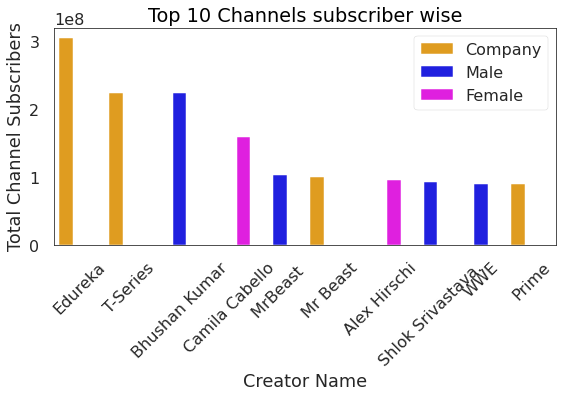 Top 10 Channels subscriber wise
1e8
Total Channel Subscribers
3
2
1
0
Company
Male
Female
Edureka
T-Series
Bhushan Kumar
Camila Cabello
MrBeast
Mr Beast
Alex Hirschi
Shlok Srivastava
WWE
Prime
Creator Name